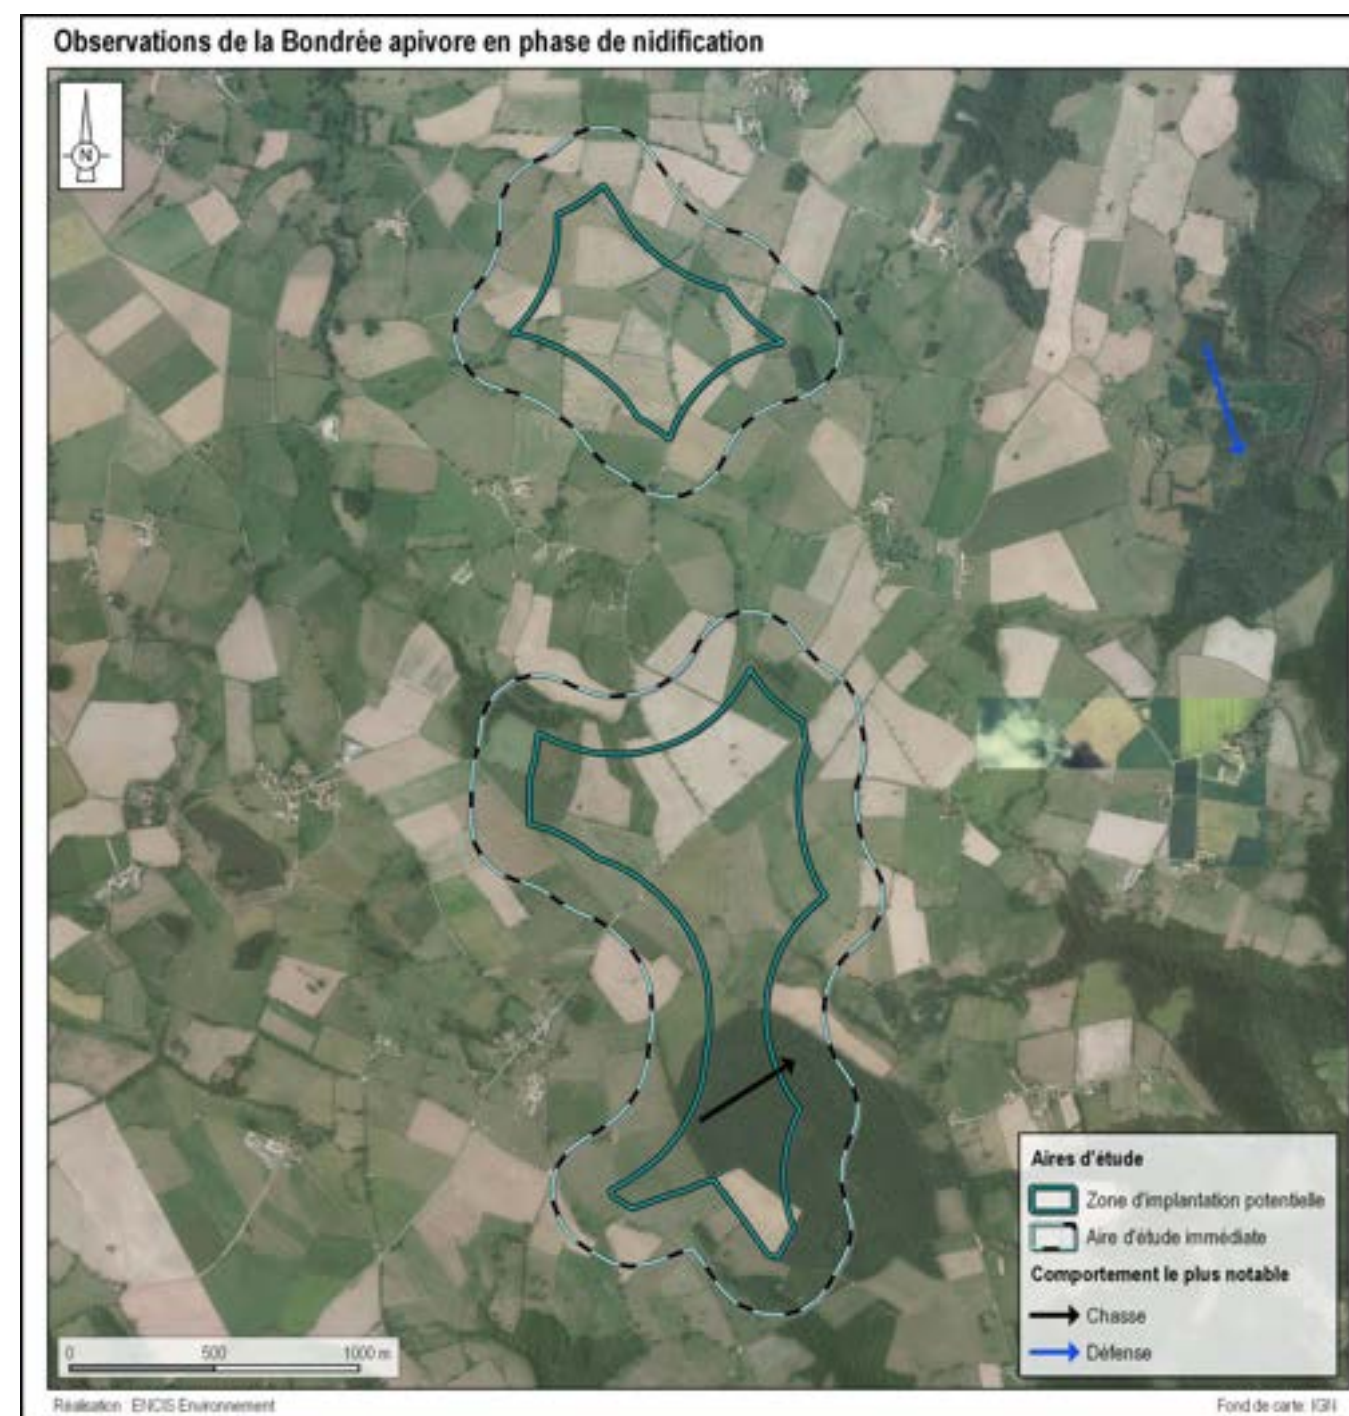 Observations de la Bondrée apivore en phase de nidification
N
Aires d'étude
Zone d'implantation potentielle
Aire d'étude immédiate
Comportement le plus notable
Chasse
Défense
0 500 1000 m
Réalisation : ENCIS Environnement
Fond de carte: IGN